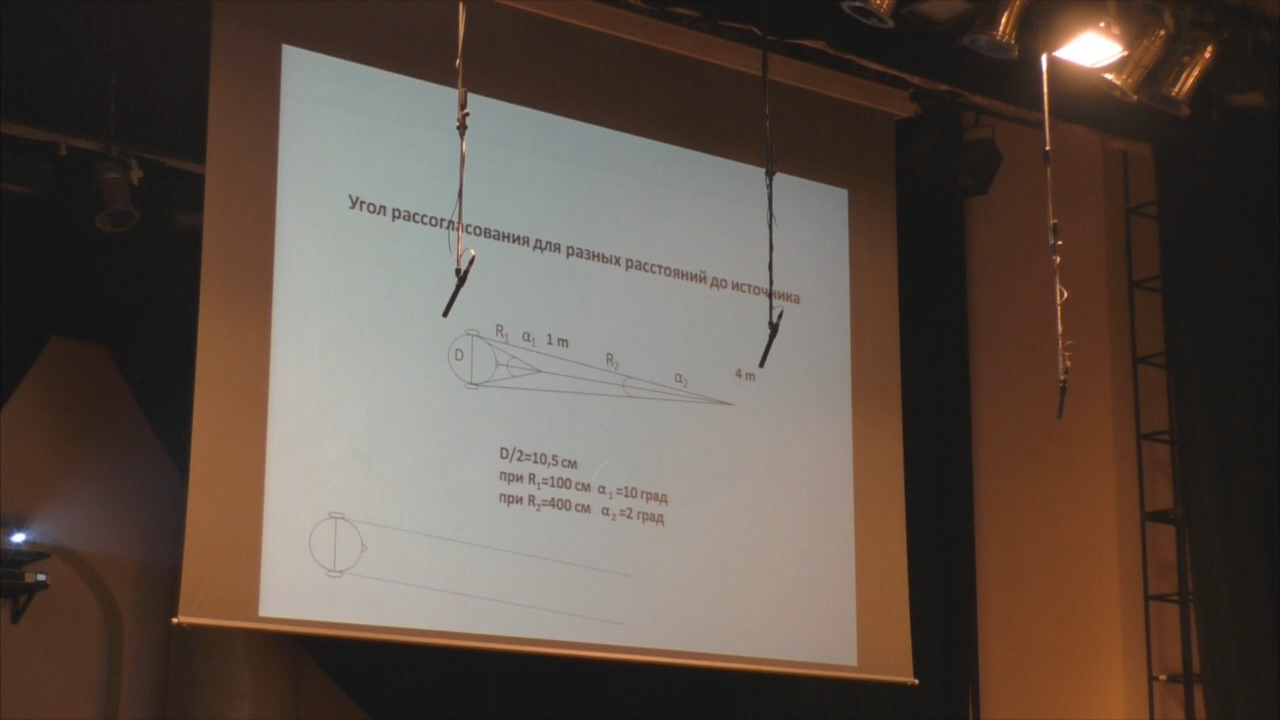 Угол рассогласования для разных расстояний до источника
R₁ α₁ 1 m
D
R₂
α₂
4 m
D/2=10,5 см
при R₁=100 см α₁=10 град
при R₂=400 см α₂=2 град